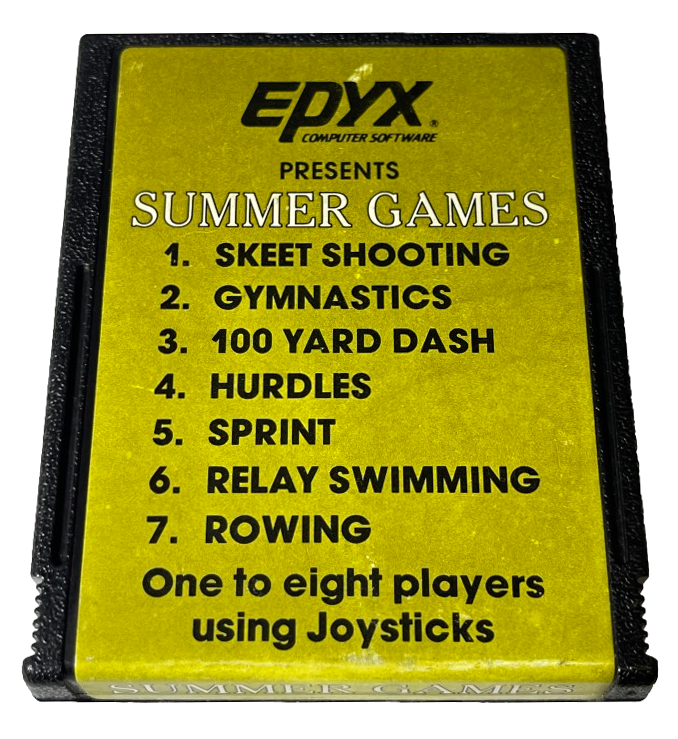 EPYX®
COMPUTER SOFTWARE
PRESENTS
SUMMER GAMES
1. SKEET SHOOTING
2. GYMNASTICS
3. 100 YARD DASH
4. HURDLES
5. SPRINT
6. RELAY SWIMMING
7. ROWING
One to eight players
using Joysticks
SUMMER GAMES